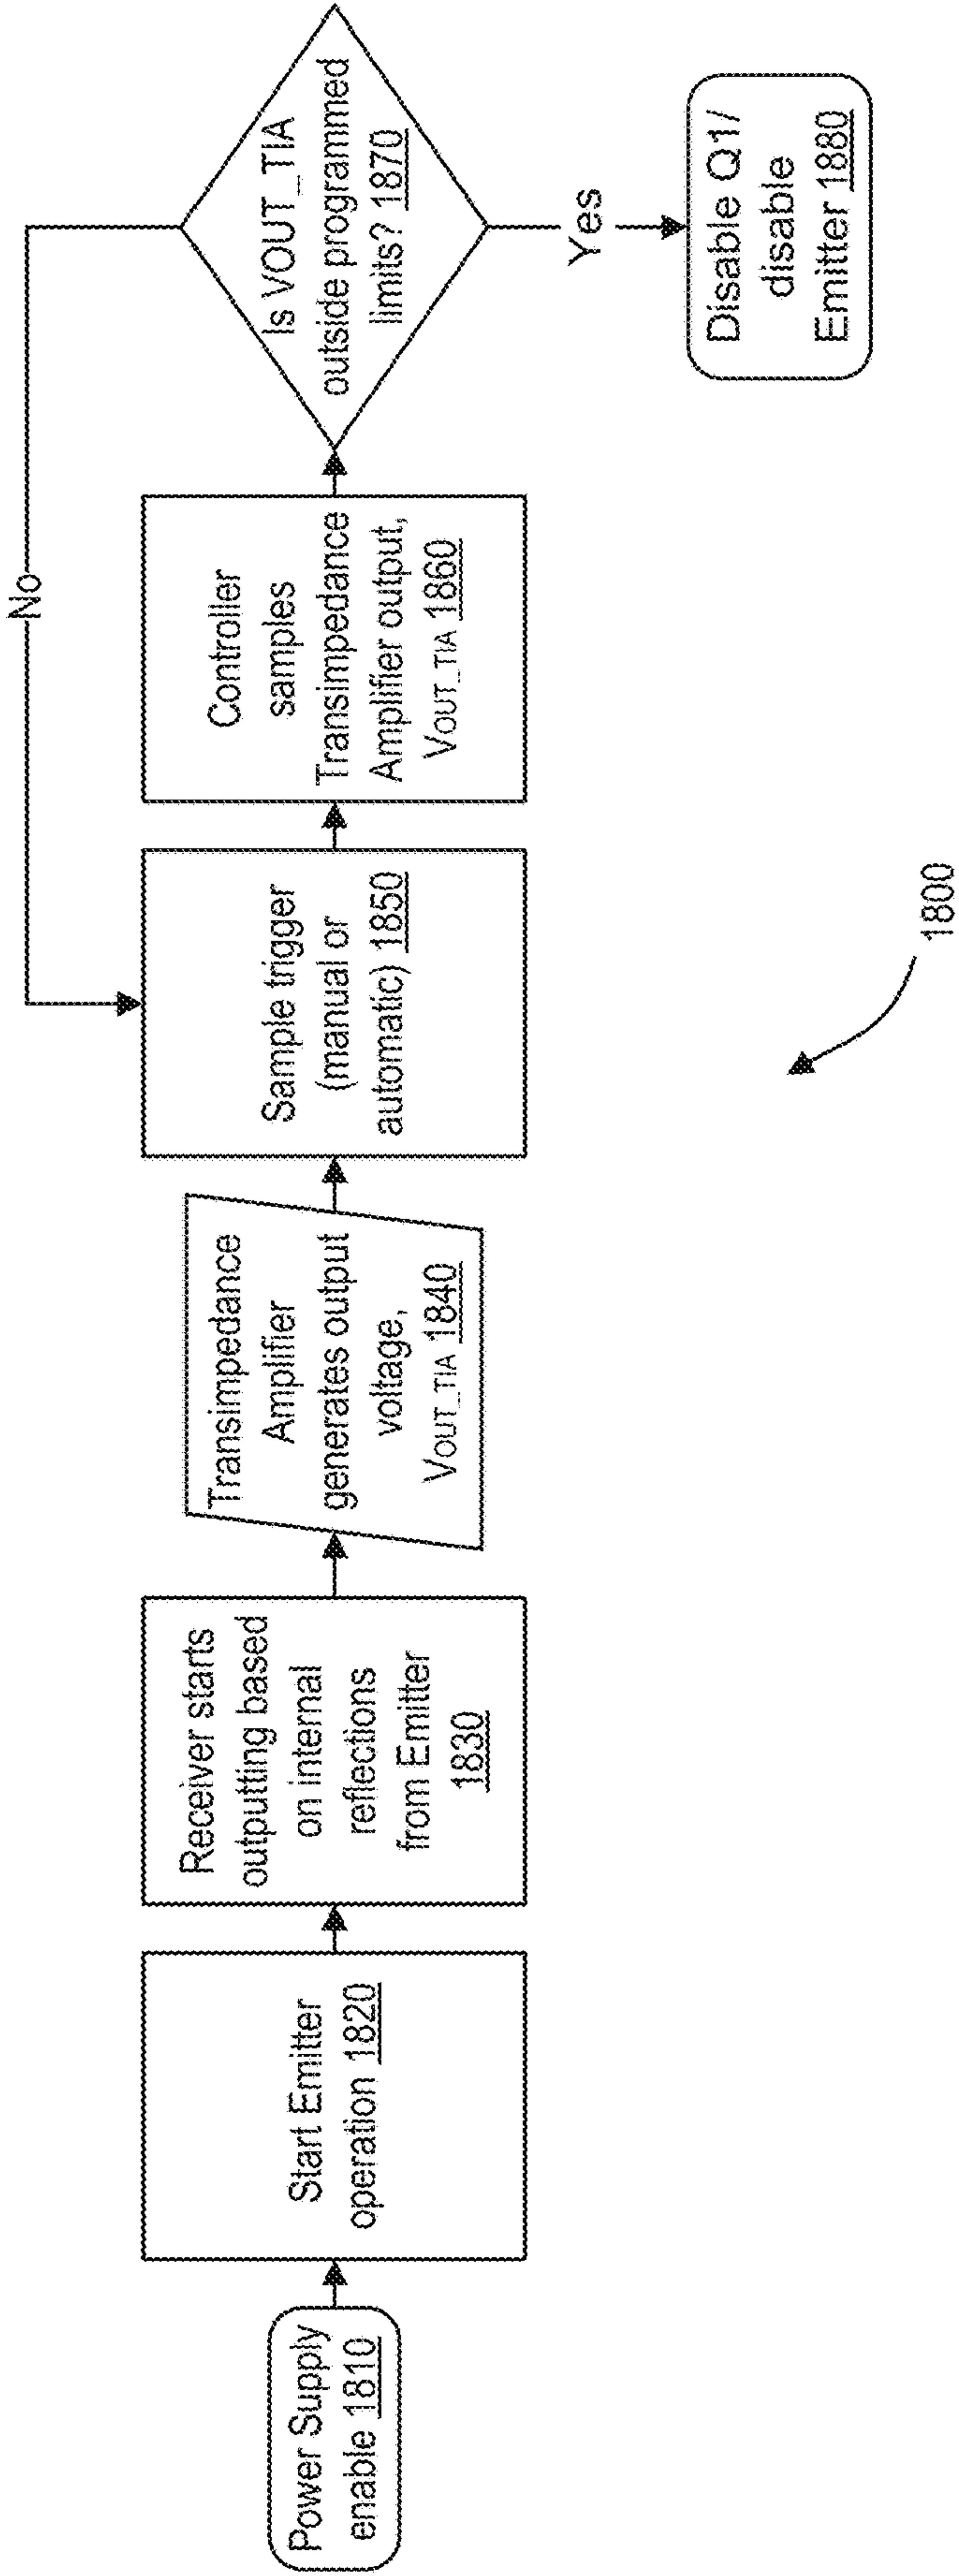 Power Supply
enable 1810
Start Emitter
operation 1820
Receiver starts
outputting based
on internal
reflections
from Emitter
1830
Transimpedance
Amplifier
generates output
voltage,
VOUT_TIA 1840
Sample trigger
(manual or
automatic) 1850
Controller
samples
Transimpedance
Amplifier output,
VOUT_TIA 1860
Is VOUT_TIA
outside programmed
limits? 1870
No
Yes
Disable Q1/
disable
Emitter 1880
1800